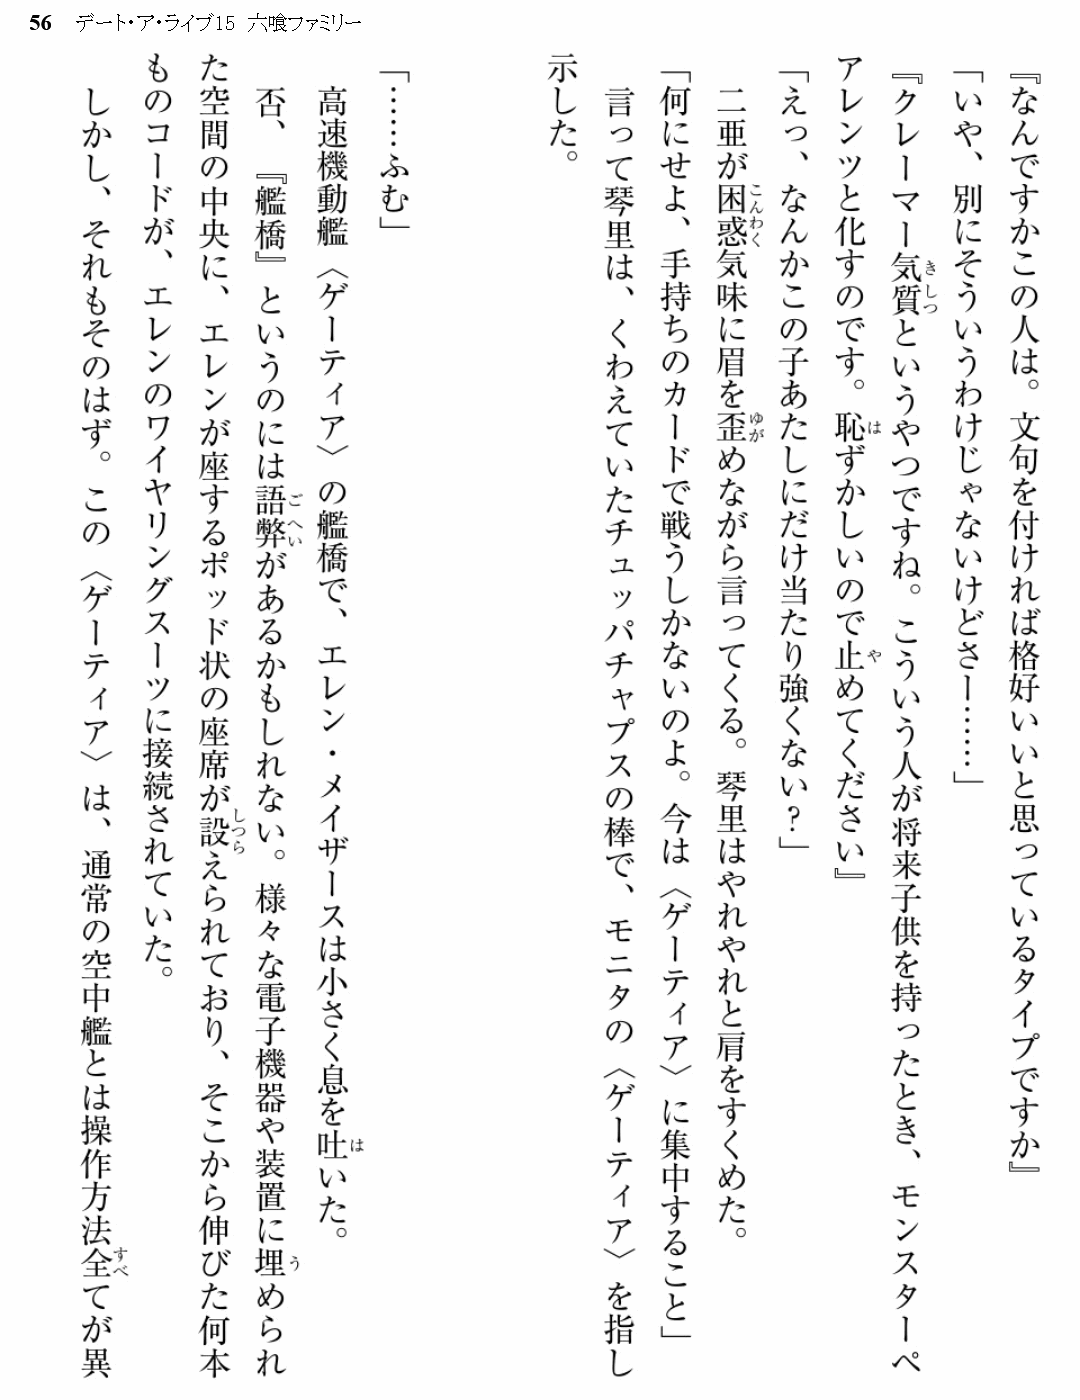 56 デート・ア・ライブ15 六喰ファミリー
『なんですかこの人は。文句を付ければ格好いいと思っているタイプですか』
「いや、別にそういうわけじゃないけどさー……」
『クレーマー気質というやつですね。こういう人が将来子供を持ったとき、モンスターペ
アレンツと化すのです。恥ずかしいので止めてください』
「えっ、なんかこの子あたしにだけ当たり強くない?」
　二亜が困惑気味に眉を歪めながら言ってくる。琴里はやれやれと肩をすくめた。
「何にせよ、手持ちのカードで戦うしかないのよ。今は〈ゲーティア〉に集中すること」
　言って琴里は、くわえていたチュッパチャプスの棒で、モニタの〈ゲーティア〉を指し
示した。
「……ふむ」
　高速機動艦〈ゲーティア〉の艦橋で、エレン・メイザースは小さく息を吐いた。
　否、『艦橋』というのには語弊があるかもしれない。様々な電子機器や装置に埋められ
た空間の中央に、エレンが座するポッド状の座席が設えられており、そこから伸びた何本
ものコードが、エレンのワイヤリングスーツに接続されていた。
　しかし、それもそのはず。この〈ゲーティア〉は、通常の空中艦とは操作方法全てが異